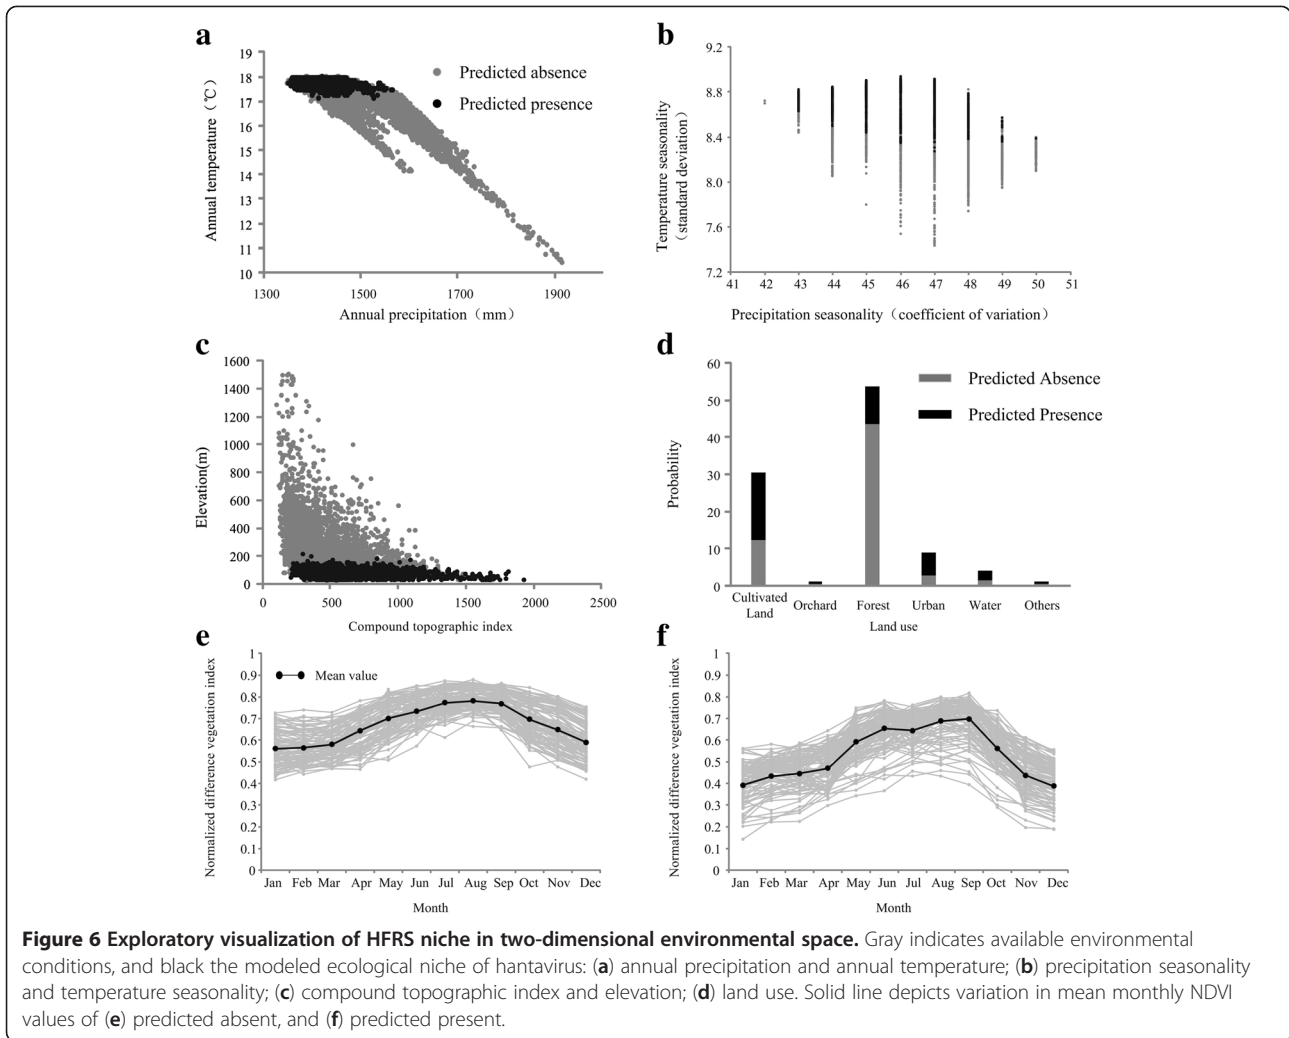 a
19
18
17
16
15
14
13
12
11
10
Annual temperature（℃）
1300
1500
1700
1900
Annual precipitation（mm）
Predicted absence
Predicted presence
b
9.2
8.8
8.4
8.0
7.6
7.2
Temperature seasonality
（standard deviation）
41 42 43 44 45 46 47 48 49 50 51
Precipitation seasonality（coefficient of variation）
c
1600
1400
1200
1000
800
600
400
200
0
Elevation(m)
0 500 1000 1500 2000 2500
Compound topographic index
d
60
50
40
30
20
10
0
Probability
Predicted Absence
Predicted Presence
Cultivated
Land
Orchard
Forest
Urban
Water
Others
Land use
e
1
0.9
0.8
0.7
0.6
0.5
0.4
0.3
0.2
0.1
0
Normalized difference vegetation index
Mean value
Jan Feb Mar Apr May Jun Jul Aug Sep Oct Nov Dec
Month
f
1
0.9
0.8
0.7
0.6
0.5
0.4
0.3
0.2
0.1
0
Normalized difference vegetation index
Jan Feb Mar Apr May Jun Jul Aug Sep Oct Nov Dec
Month
Figure 6 Exploratory visualization of HFRS niche in two-dimensional environmental space. Gray indicates available environmental
conditions, and black the modeled ecological niche of hantavirus: (a) annual precipitation and annual temperature; (b) precipitation seasonality
and temperature seasonality; (c) compound topographic index and elevation; (d) land use. Solid line depicts variation in mean monthly NDVI
values of (e) predicted absent, and (f) predicted present.